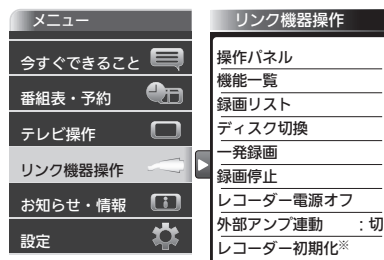 メニュー
今すぐできること
番組表・予約
テレビ操作
リンク機器操作
お知らせ・情報
設定
リンク機器操作
操作パネル
機能一覧
録画リスト
ディスク切換
一発録画
録画停止
レコーダー電源オフ
外部アンプ連動 ：切
レコーダー初期化※